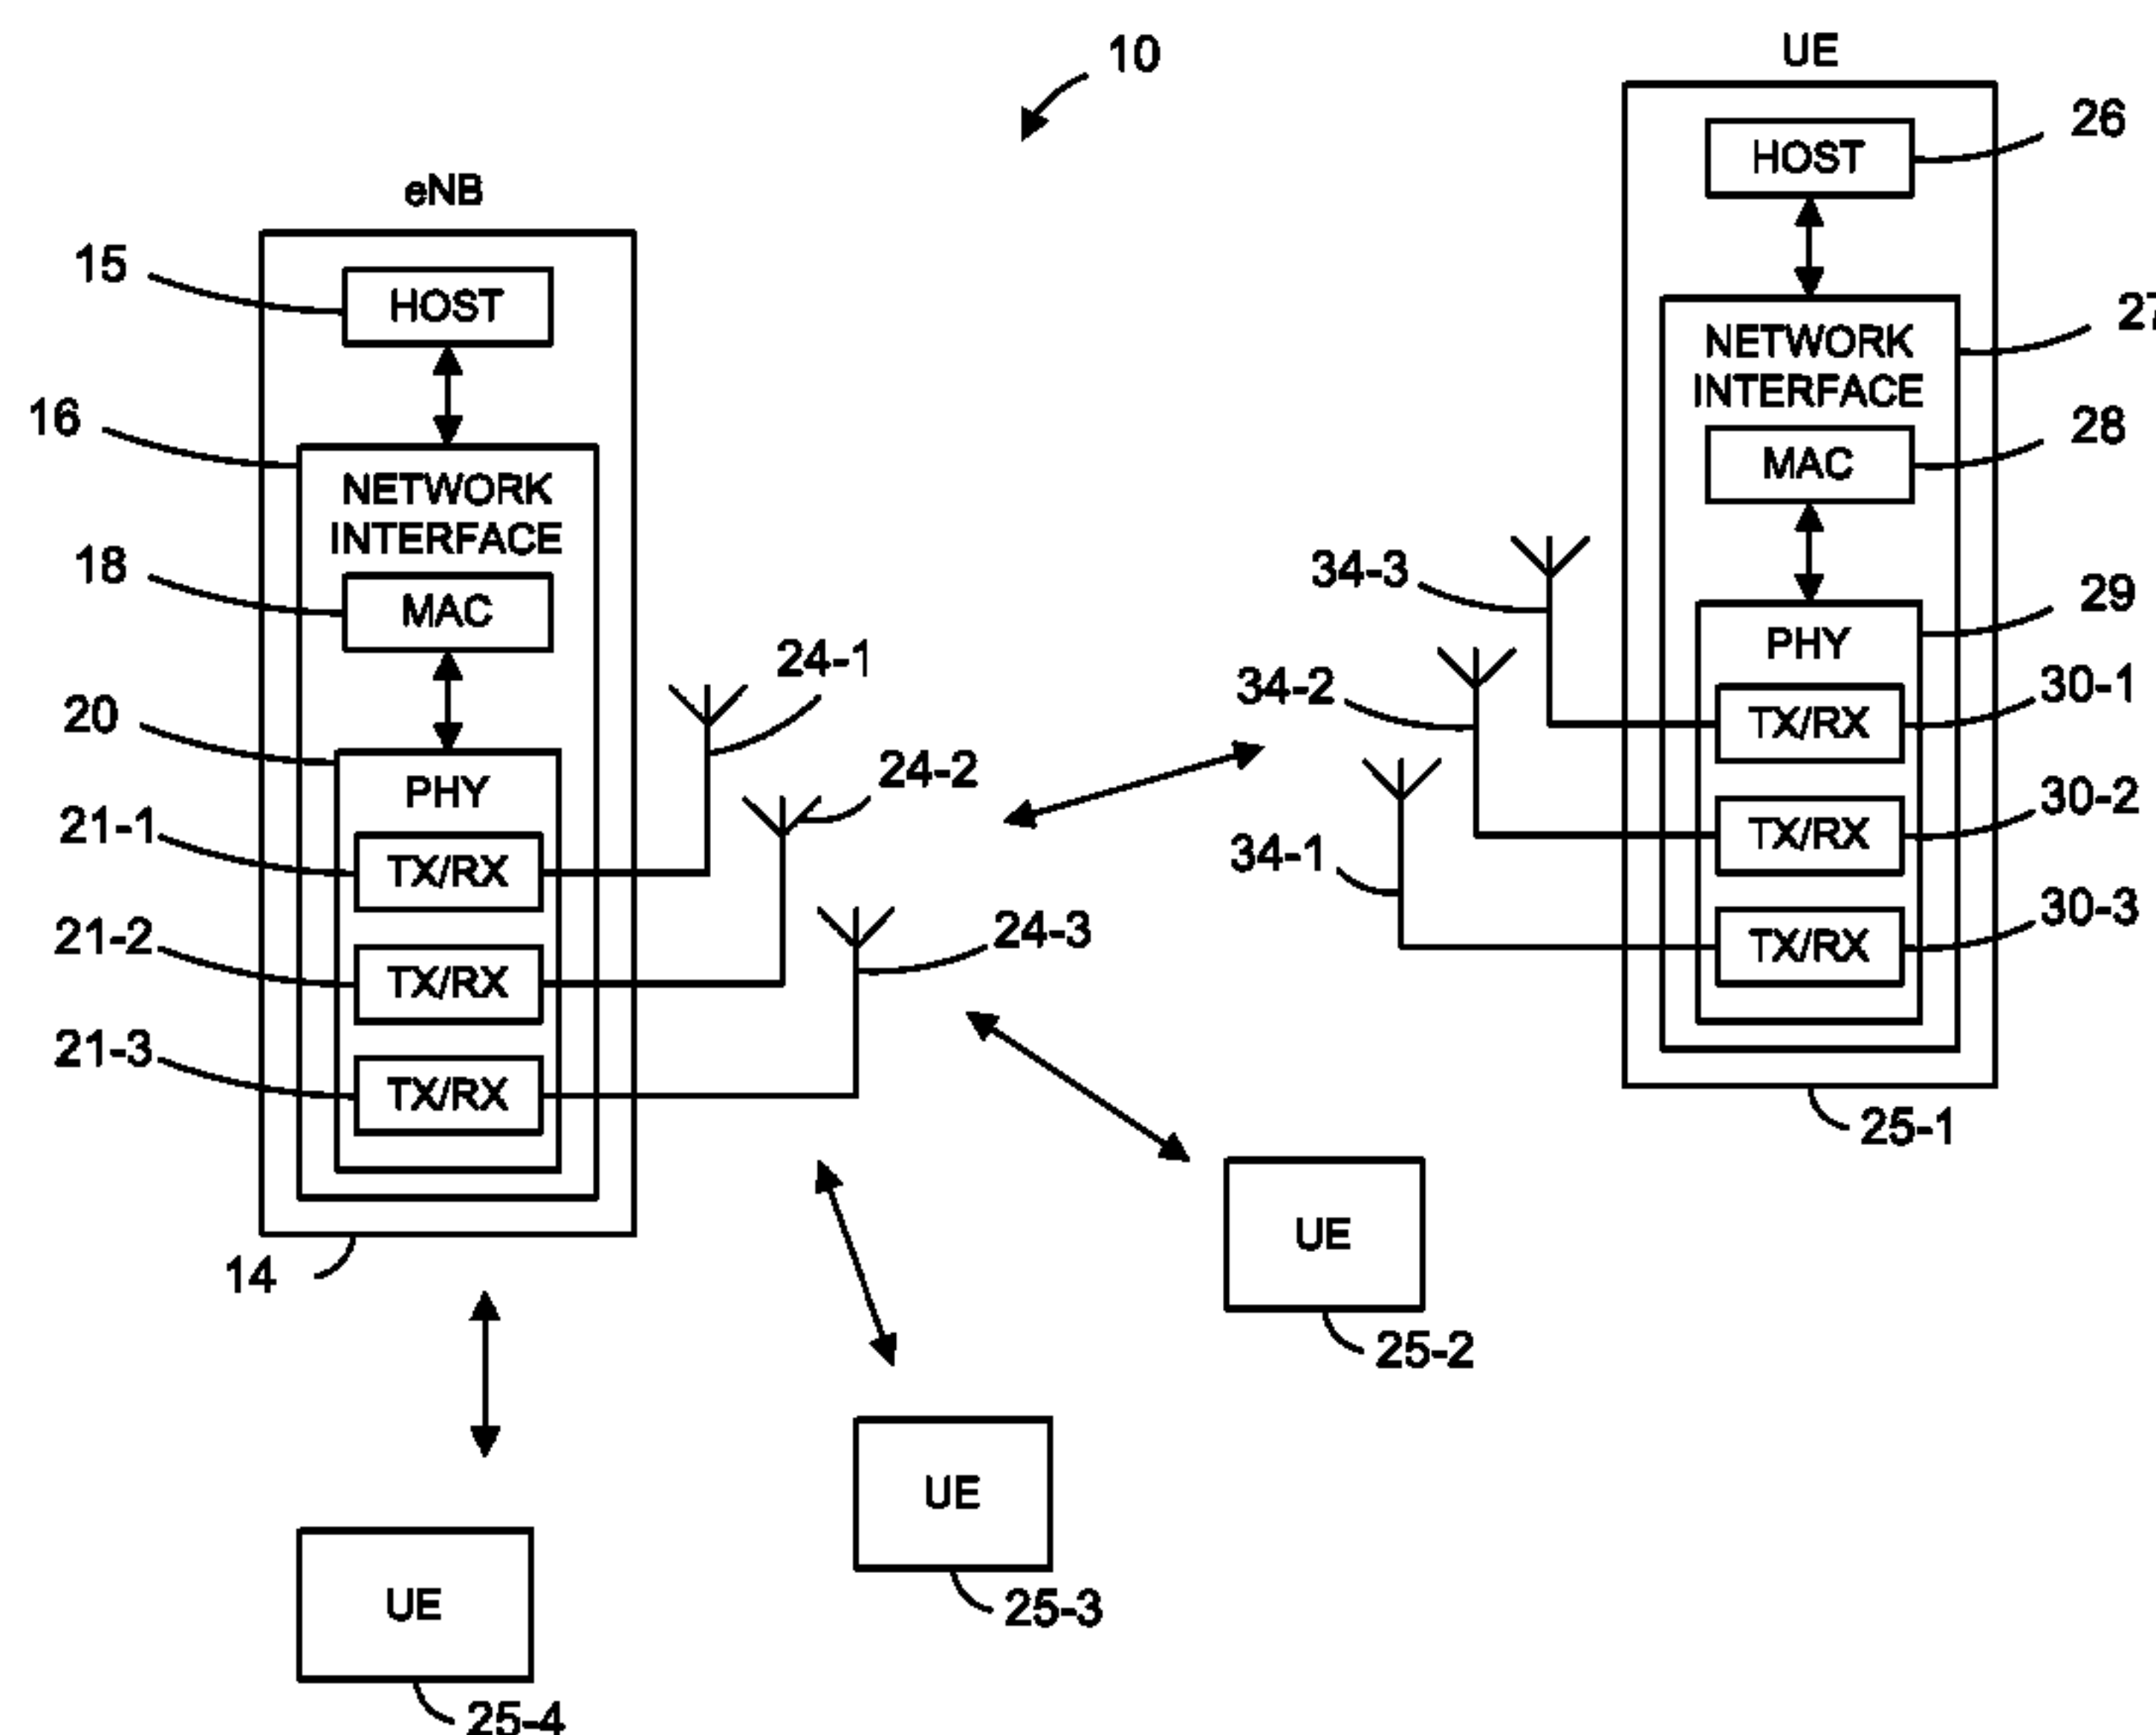 10
UE
HOST
26
eNB
15
HOST
NETWORK
INTERFACE
27
16
NETWORK
INTERFACE
MAC
28
18
MAC
34-3
PHY
29
24-1
34-2
TX/RX
30-1
20
PHY
24-2
TX/RX
30-2
21-1
TX/RX
34-1
TX/RX
30-3
24-3
21-2
TX/RX
21-3
TX/RX
25-1
14
UE
25-2
UE
25-3
UE
25-4